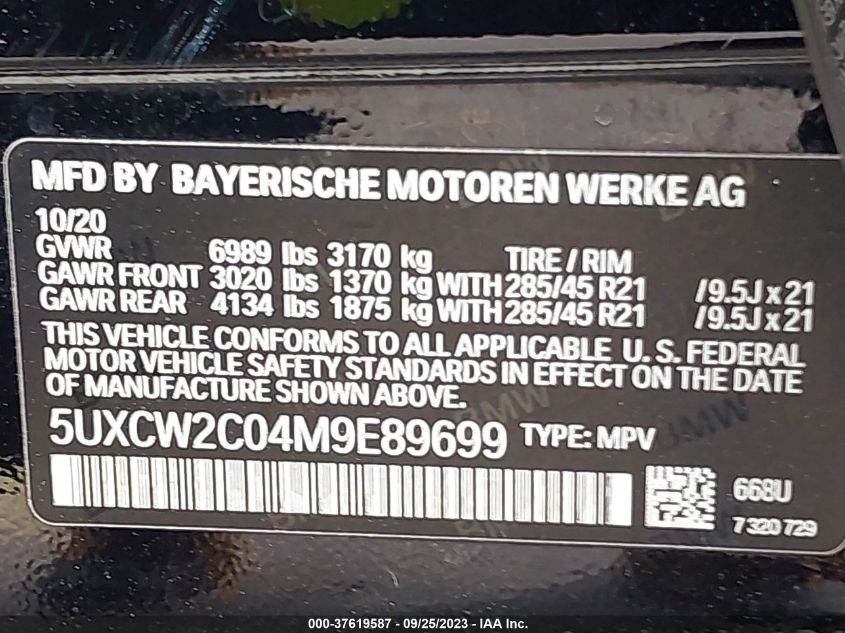 MFD BY BAYERISCHE MOTOREN WERKE AG
10/20
GVWR 6989 lbs 3170 kg TIRE / RIM
GAWR FRONT 3020 lbs 1370 kg WITH 285/45 R21 /9.5J x 21
GAWR REAR 4134 lbs 1875 kg WITH 285/45 R21 /9.5J x 21
THIS VEHICLE CONFORMS TO ALL APPLICABLE U.S. FEDERAL
MOTOR VEHICLE SAFETY STANDARDS IN EFFECT ON THE DATE
OF MANUFACTURE SHOWN ABOVE.
5UXCW2C04M9E89699 TYPE: MPV
668U
7 320 729
000-37619587 - 09/25/2023 - IAA Inc.